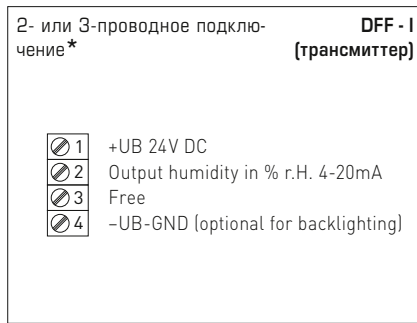 2- или 3-проводное подклю-
чение*
DFF - I
(трансмиттер)
1 +UB 24V DC
2 Output humidity in % r.H. 4-20mA
3 Free
4 –UB-GND (optional for backlighting)